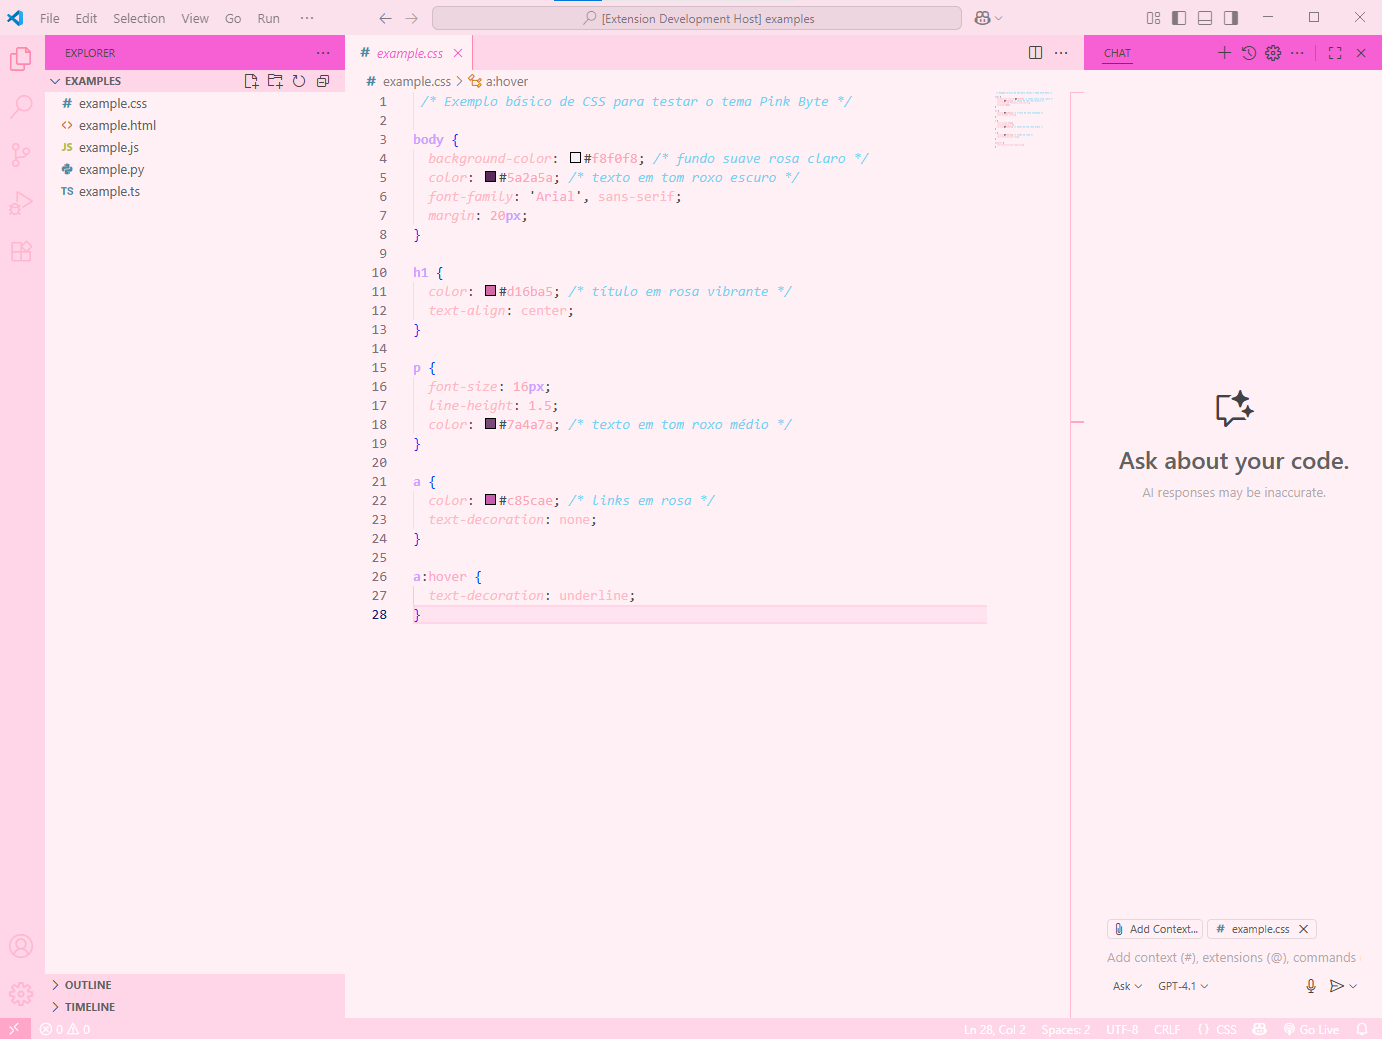 File Edit Selection View Go Run ···
[Extension Development Host] examples
EXPLORER
EXAMPLES
example.css
example.html
JS example.js
example.py
TS example.ts
OUTLINE
TIMELINE
# example.css
# example.css > a:hover
1 /* Exemplo básico de CSS para testar o tema Pink Byte */
2
3 body {
4 background-color: #f8f0f8; /* fundo suave rosa claro */
5 color: #5a2a5a; /* texto em tom roxo escuro */
6 font-family: 'Arial', sans-serif;
7 margin: 20px;
8 }
9
10 h1 {
11 color: #d16ba5; /* título em rosa vibrante */
12 text-align: center;
13 }
14
15 p {
16 font-size: 16px;
17 line-height: 1.5;
18 color: #7a4a7a; /* texto em tom roxo médio */
19 }
20
21 a {
22 color: #c85cae; /* links em rosa */
23 text-decoration: none;
24 }
25
26 a:hover {
27 text-decoration: underline;
28 }
CHAT
Ask about your code.
AI responses may be inaccurate.
Add Context... # example.css
Add context (#), extensions (@), commands
Ask GPT-4.1
0 0
Ln 28, Col 2 Spaces: 2 UTF-8 CRLF {} CSS Go Live